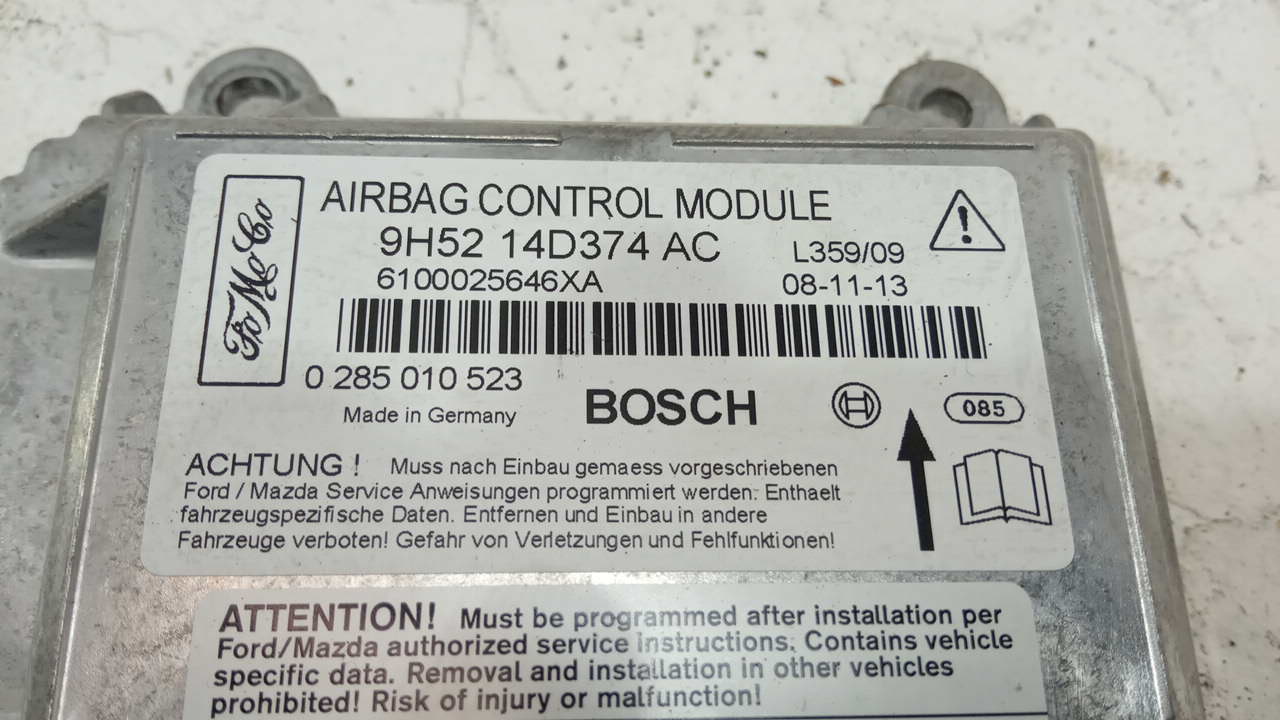 FoMoCo
AIRBAG CONTROL MODULE
9H52 14D374 AC L359/09
6100025646XA 08-11-13
0 285 010 523
Made in Germany BOSCH 085
ACHTUNG ! Muss nach Einbau gemaess vorgeschriebenen
Ford / Mazda Service Anweisungen programmiert werden. Enthaelt
fahrzeugspezifische Daten. Entfernen und Einbau in andere
Fahrzeuge verboten! Gefahr von Verletzungen und Fehlfunktionen!
ATTENTION! Must be programmed after installation per
Ford/Mazda authorized service instructions. Contains vehicle
specific data. Removal and installation in other vehicles
prohibited! Risk of injury or malfunction!